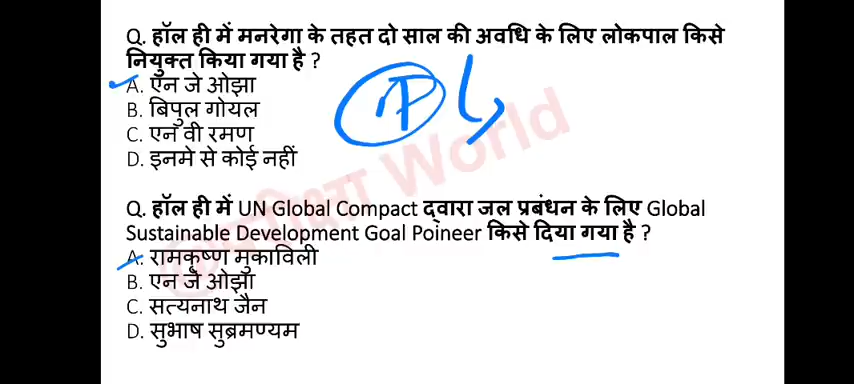 Q. हॉल ही में मनरेगा के तहत दो साल की अवधि के लिए लोकपाल किसे
नियुक्त किया गया है ?
A. एन जे ओझा
B. बिपुल गोयल
C. एन वी रमण
D. इनमे से कोई नहीं
Q. हॉल ही में UN Global Compact द्वारा जल प्रबंधन के लिए Global
Sustainable Development Goal Poineer किसे दिया गया है ?
A. रामकृष्ण मुकाविली
B. एन जे ओझा
C. सत्यनाथ जैन
D. सुभाष सुब्रमण्यम
World